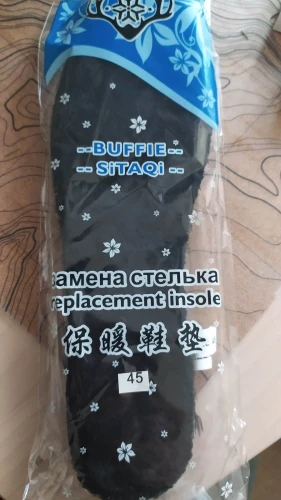 --BUFFIE--
--SiTAQi--
замена стелька
replacement insole
保暖鞋垫
45